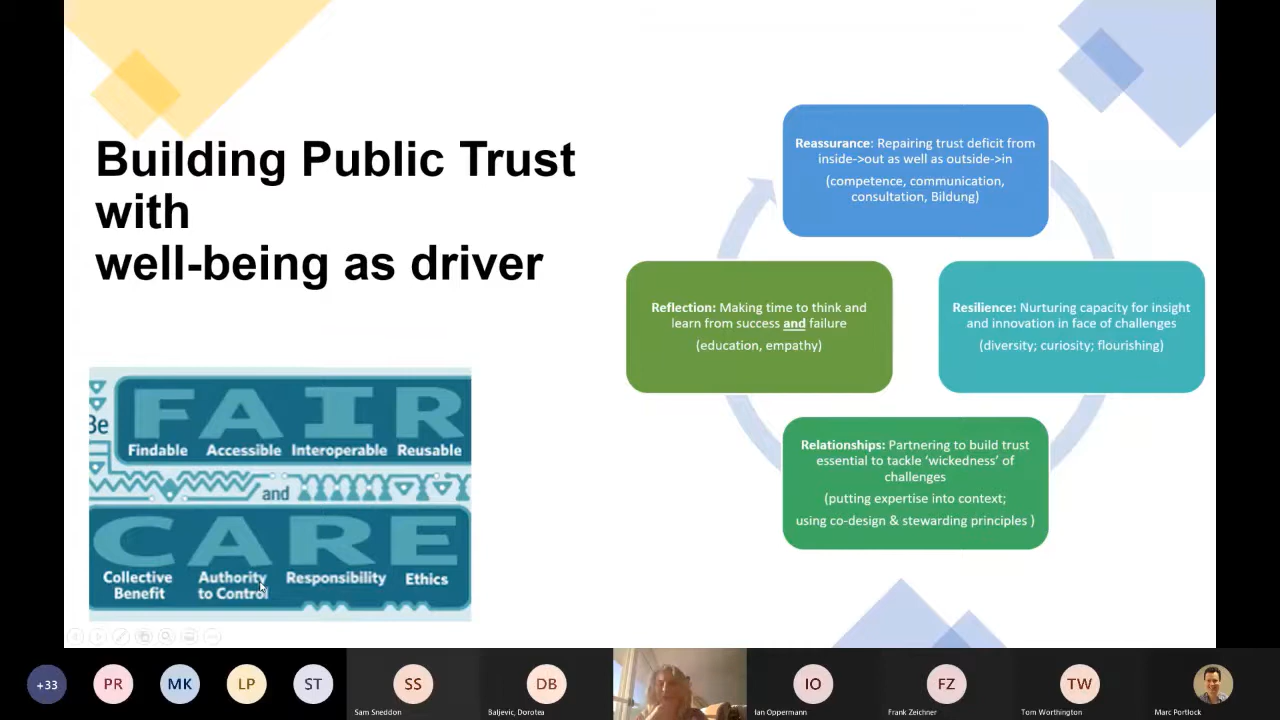 Building Public Trust
with
well-being as driver
Reassurance: Repairing trust deficit from
inside->out as well as outside->in
(competence, communication,
consultation, Bildung)
Reflection: Making time to think and
learn from success and failure
(education, empathy)
Resilience: Nurturing capacity for insight
and innovation in face of challenges
(diversity; curiosity; flourishing)
Relationships: Partnering to build trust
essential to tackle ‘wickedness’ of
challenges
(putting expertise into context;
using co-design & stewarding principles )
Be FAIR
Findable Accessible Interoperable Reusable
and
CARE
Collective Authority Responsibility Ethics
Benefit to Control
+33 PR MK LP ST SS DB IO FZ TW
Sam Sneddon Baljevic, Dorotea Ian Oppermann Frank Zeichner Tom Worthington Marc Portlock